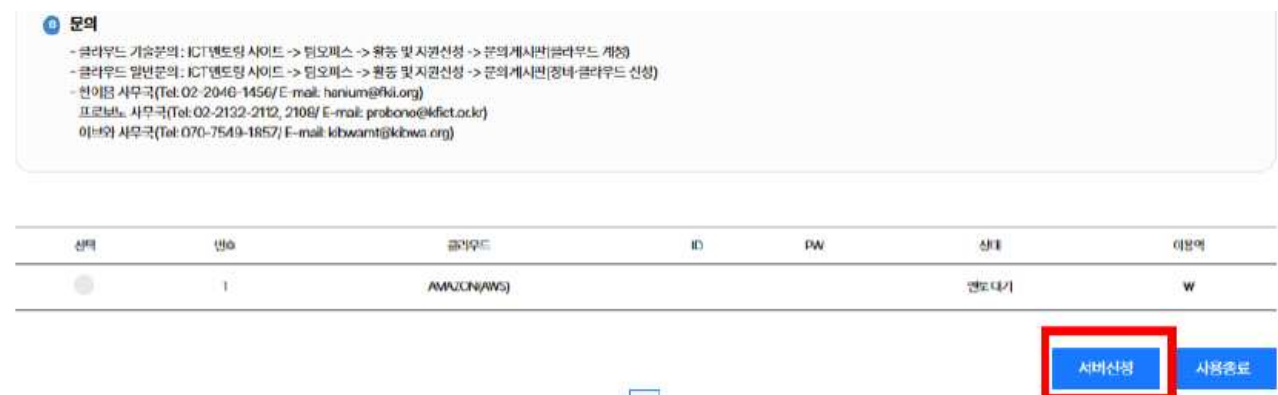 문의
- 클라우드 기술문의 : ICT멘토링 사이트 -> 팀오피스 -> 활동 및 지원신청 -> 문의게시판(클라우드 계정)
- 클라우드 일반문의 : ICT멘토링 사이트 -> 팀오피스 -> 활동 및 지원신청 -> 문의게시판(장비·클라우드 신청)
- 한이음 사무국(Tel: 02-2046-1456/ E-mail: hanium@fkii.org)
프로보노 사무국(Tel: 02-2132-2112, 2108/ E-mail: probono@kfict.or.kr)
이브와 사무국(Tel: 070-7549-1857/ E-mail: kibwamt@kibwa.org)
선택 번호 클라우드 ID PW 상태 이용액
1 AMAZON(AWS) 멘토대기 ₩
서버신청 사용종료